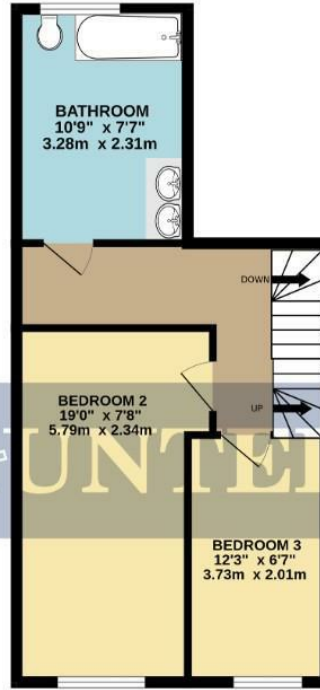 BATHROOM
10'9" x 7'7"
3.28m x 2.31m
DOWN
BEDROOM 2
19'0" x 7'8"
5.79m x 2.34m
UP
UNTE
BEDROOM 3
12'3" x 6'7"
3.73m x 2.01m